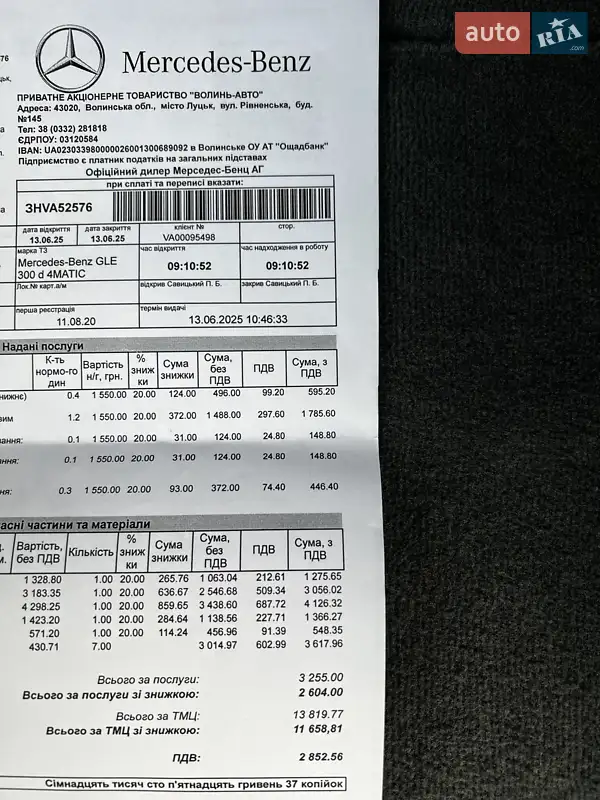 auto RIA .com
Mercedes-Benz
ПРИВАТНЕ АКЦІОНЕРНЕ ТОВАРИСТВО "ВОЛИНЬ-АВТО"
Адреса: 43020, Волинська обл., місто Луцьк, вул. Рівненська, буд.
№145
Тел: 38 (0332) 281818
ЄДРПОУ: 03120584
IBAN: UA023039800000026001300689092 в Волинське ОУ АТ "Ощадбанк"
Підприємство є платник податків на загальних підставах
Офіційний дилер Мерседес-Бенц АГ
при сплаті та переписі вказати:
ЗHVA52576
дата відкриття дата закриття клієнт № стор.
13.06.25 13.06.25 VA00095498
марка ТЗ час відкриття час надходження в роботу
Mercedes-Benz GLE
300 d 4MATIC
09:10:52 09:10:52
Лок.№ карт.а/м відкрив Савицький П. Б. закрив Савицький П. Б.
перша реєстрація термін видачі
11.08.20 13.06.2025 10:46:33
Надані послуги
К-ть нормо-годин Вартість н/г, грн. % знижки Сума знижки Сума, без ПДВ ПДВ Сума, з ПДВ
0.4 1 550.00 20.00 124.00 496.00 99.20 595.20
1.2 1 550.00 20.00 372.00 1 488.00 297.60 1 785.60
0.1 1 550.00 20.00 31.00 124.00 24.80 148.80
0.1 1 550.00 20.00 31.00 124.00 24.80 148.80
0.3 1 550.00 20.00 93.00 372.00 74.40 446.40
асні частини та матеріали
Вартість, без ПДВ Кількість % знижки Сума знижки Сума, без ПДВ ПДВ Сума, з ПДВ
1 328.80 1.00 20.00 265.76 1 063.04 212.61 1 275.65
3 183.35 1.00 20.00 636.67 2 546.68 509.34 3 056.02
4 298.25 1.00 20.00 859.65 3 438.60 687.72 4 126.32
1 423.20 1.00 20.00 284.64 1 138.56 227.71 1 366.27
571.20 1.00 20.00 114.24 456.96 91.39 548.35
430.71 7.00 3 014.97 602.99 3 617.96
Всього за послуги: 3 255.00
Всього за послуги зі знижкою: 2 604.00
Всього за ТМЦ: 13 819.77
Всього за ТМЦ зі знижкою: 11 658,81
ПДВ: 2 852.56
Сімнадцять тисяч сто п'ятнадцять гривень 37 копійок